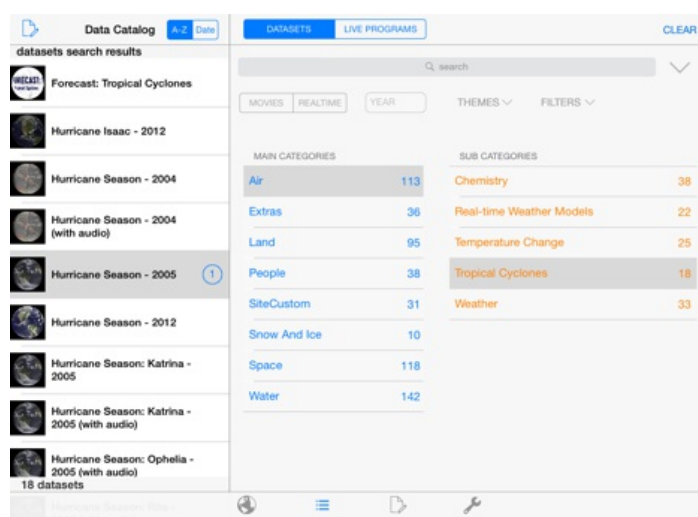 Data Catalog
A-Z Date
datasets search results
Forecast: Tropical Cyclones
Hurricane Isaac - 2012
Hurricane Season - 2004
Hurricane Season - 2004
(with audio)
Hurricane Season - 2005 1
Hurricane Season - 2012
Hurricane Season: Katrina -
2005
Hurricane Season: Katrina -
2005 (with audio)
Hurricane Season: Ophelia -
2005 (with audio)
18 datasets
DATASETS LIVE PROGRAMS
CLEAR
search
MOVIES REALTIME YEAR THEMES FILTERS
MAIN CATEGORIES
Air 113
Extras 36
Land 95
People 38
SiteCustom 31
Snow And Ice 10
Space 118
Water 142
SUB CATEGORIES
Chemistry 38
Real-time Weather Models 22
Temperature Change 25
Tropical Cyclones 18
Weather 33